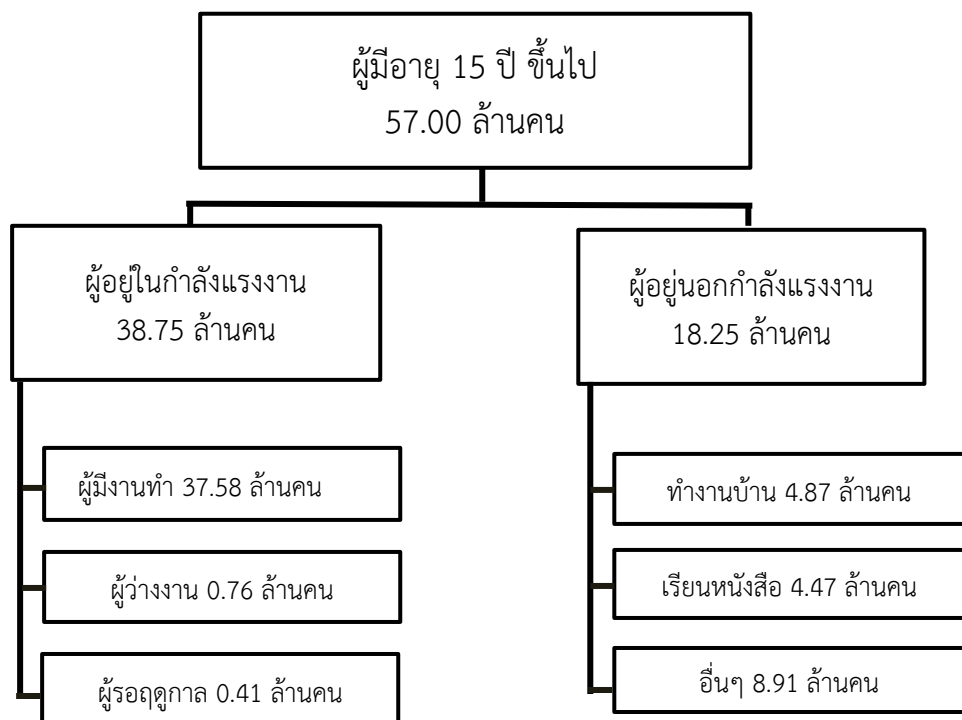 ผู้มีอายุ 15 ปี ขึ้นไป
57.00 ล้านคน
ผู้อยู่ในกำลังแรงงาน
38.75 ล้านคน
ผู้มีงานทำ 37.58 ล้านคน
ผู้ว่างงาน 0.76 ล้านคน
ผู้รอฤดูกาล 0.41 ล้านคน
ผู้อยู่นอกกำลังแรงงาน
18.25 ล้านคน
ทำงานบ้าน 4.87 ล้านคน
เรียนหนังสือ 4.47 ล้านคน
อื่นๆ 8.91 ล้านคน